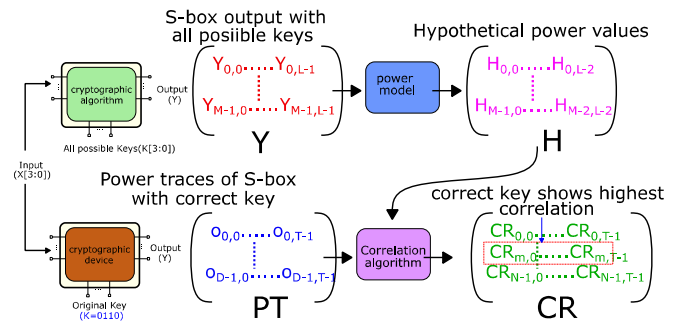 S-box output with
all posiible keys
Hypothetical power values
cryptographic
algorithm
Output
(Y)
All possible Keys(K[3:0])
Y0,0 Y0,L-1
YM-1,0 YM-1,L-1
Y
power
model
H0,0 H0,L-2
HM-1,0 HM-2,L-2
H
Input
(X[3:0])
Power traces of S-box
with correct key
correct key shows highest
correlation
cryptographic
device
Output
(Y)
Original Key
(K=0110)
O0,0 O0,T-1
OD-1,0 OD-1,T-1
PT
Correlation
algorithm
CR0,0 CR0,T-1
CRm,0 CRm,T-1
CRN-1,0 CRN-1,T-1
CR